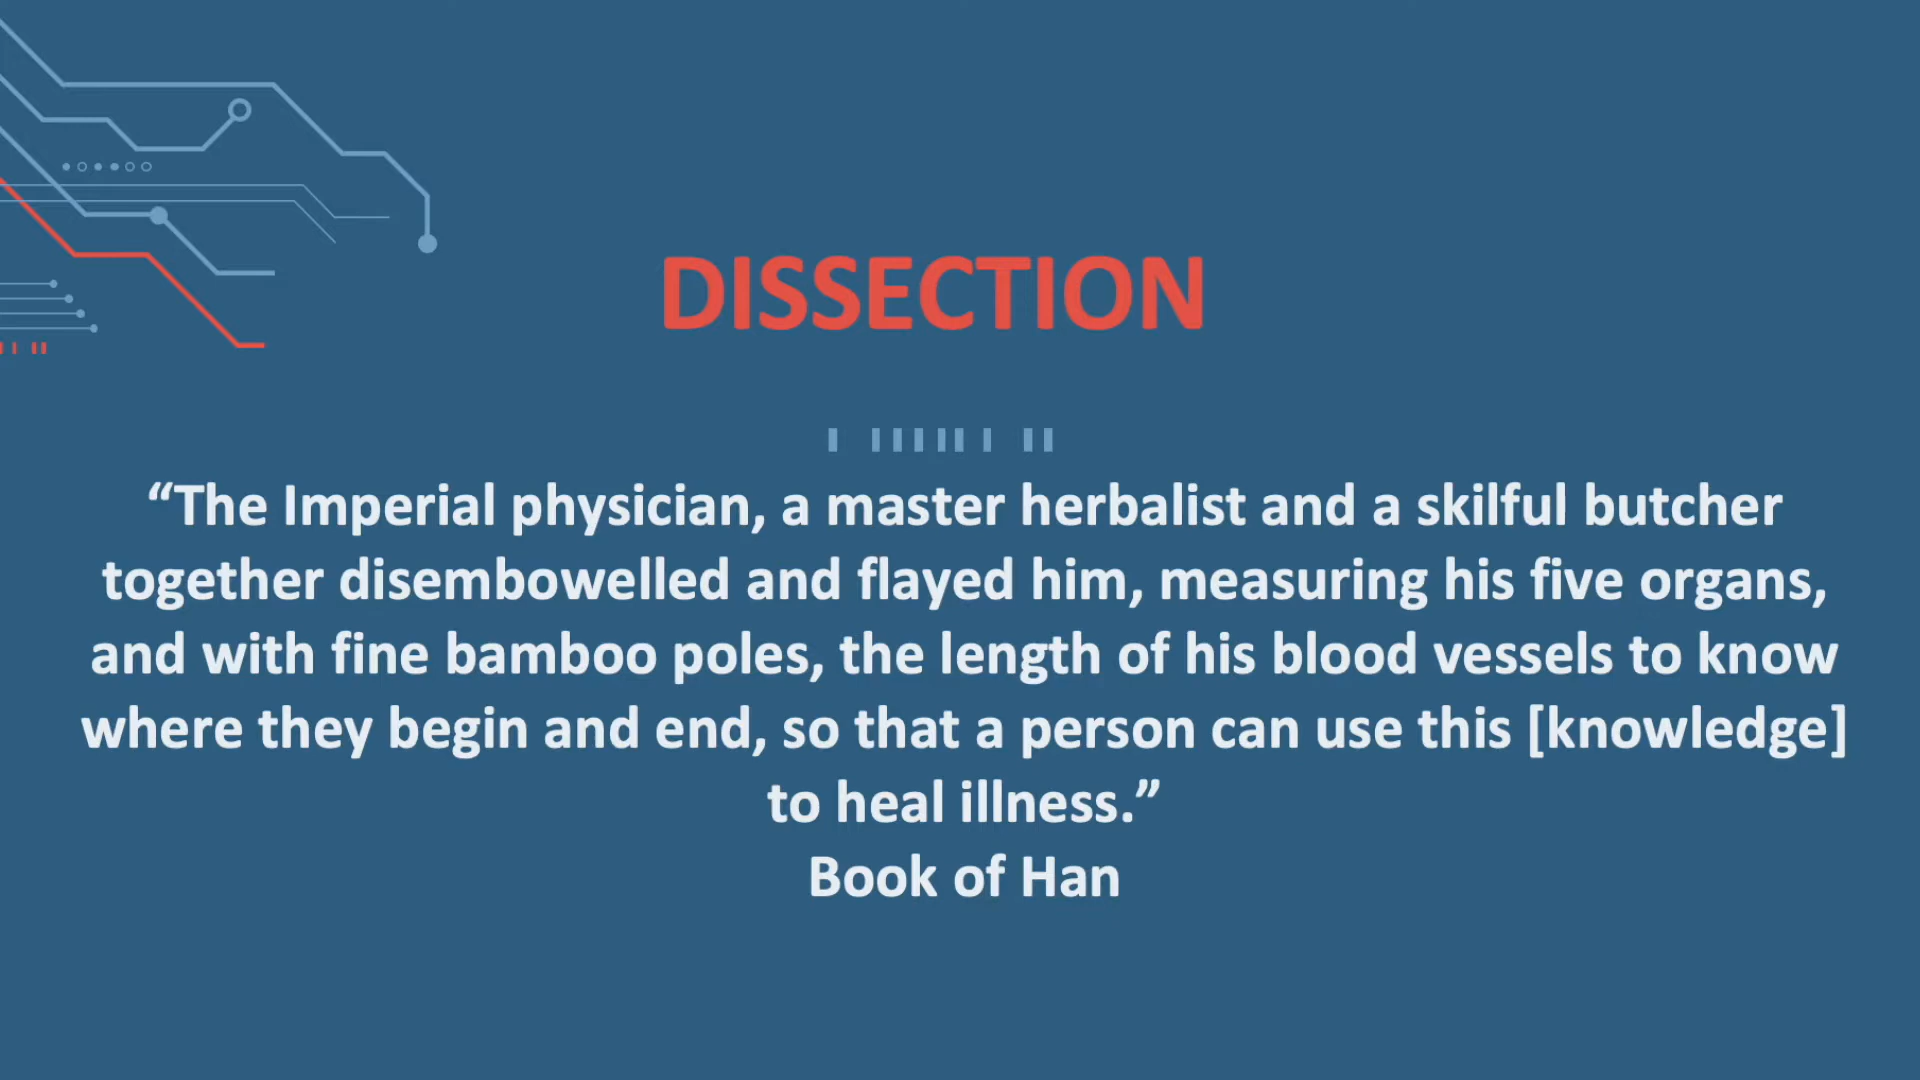 DISSECTION
“The Imperial physician, a master herbalist and a skilful butcher
together disembowelled and flayed him, measuring his five organs,
and with fine bamboo poles, the length of his blood vessels to know
where they begin and end, so that a person can use this [knowledge]
to heal illness.”
Book of Han